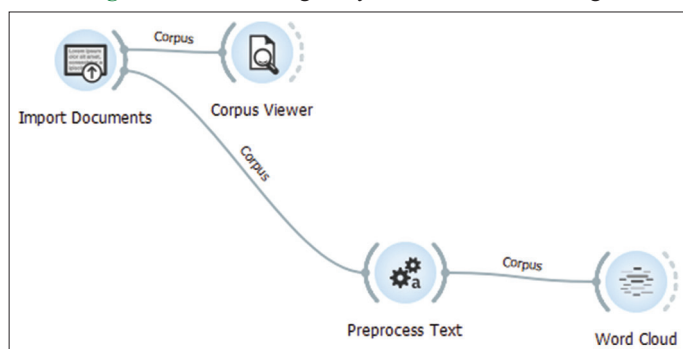 Corpus
Import Documents
Corpus Viewer
Corpus
Corpus
Preprocess Text
Word Cloud